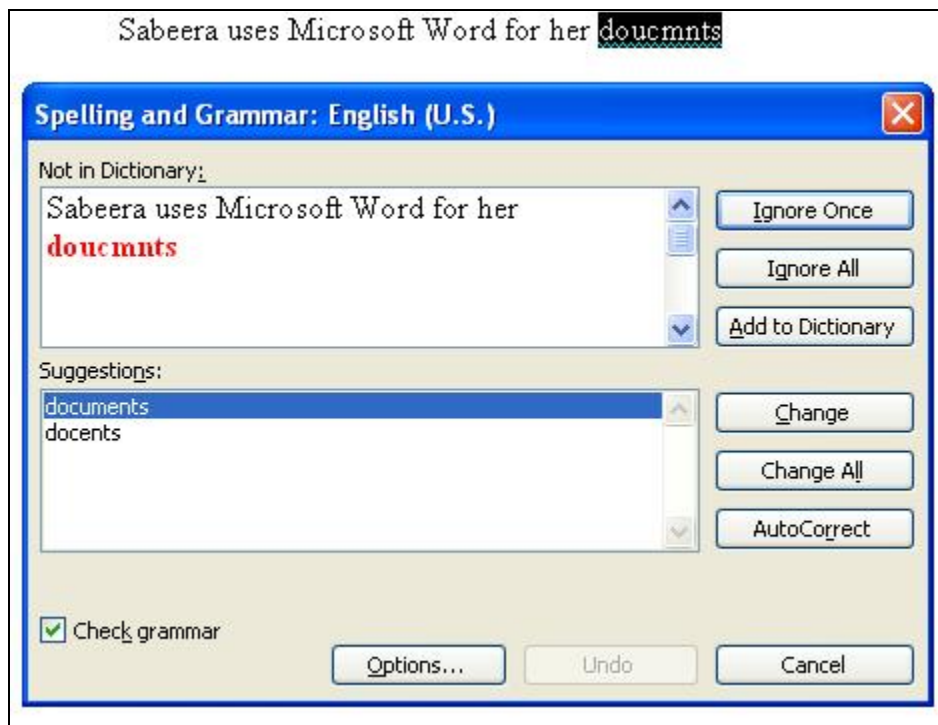 Sabeera uses Microsoft Word for her doucmnts
Spelling and Grammar: English (U.S.)
Not in Dictionary:
Sabeera uses Microsoft Word for her
doucmnts
Ignore Once
Ignore All
Add to Dictionary
Suggestions:
documents
docents
Change
Change All
AutoCorrect
Check grammar
Options...
Undo
Cancel